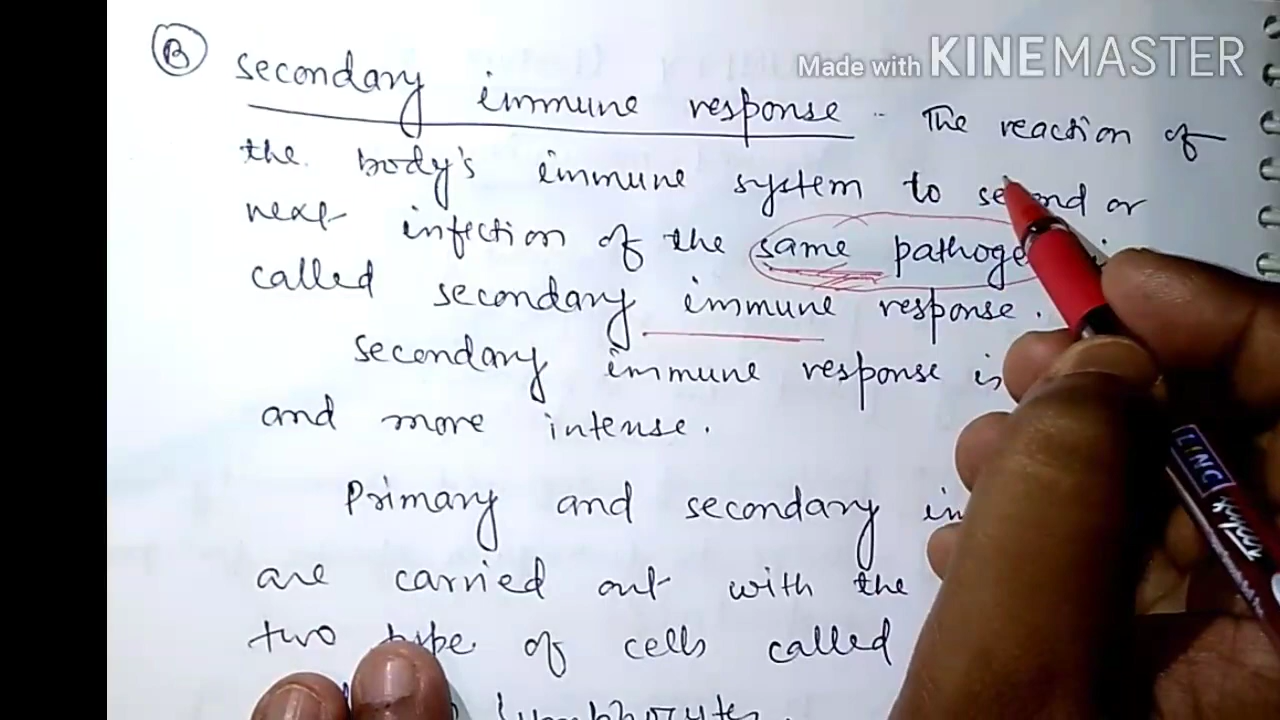 Made with KINEMASTER
B secondary immune response - The reaction of
the body's immune system to second or
next infection of the same pathogen
called secondary immune response.
secondary immune response is
and more intense.
Primary and secondary
are carried out with the
two type of cells called
lymphocytes.
LINC